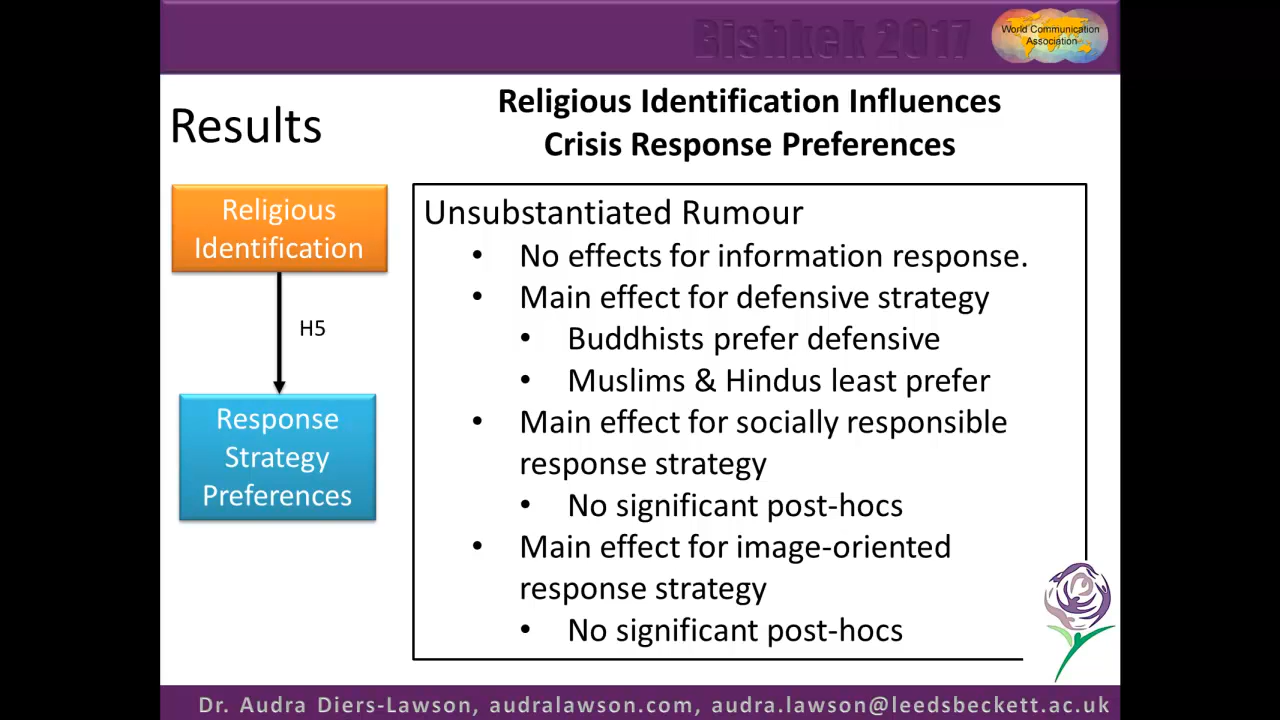 Bishkek 2017
World Communication
Association
Results
Religious Identification Influences
Crisis Response Preferences
Religious
Identification
H5
Response
Strategy
Preferences
Unsubstantiated Rumour
• No effects for information response.
• Main effect for defensive strategy
• Buddhists prefer defensive
• Muslims & Hindus least prefer
• Main effect for socially responsible
response strategy
• No significant post-hocs
• Main effect for image-oriented
response strategy
• No significant post-hocs
Dr. Audra Diers-Lawson, audralawson.com, audra.lawson@leedsbeckett.ac.uk